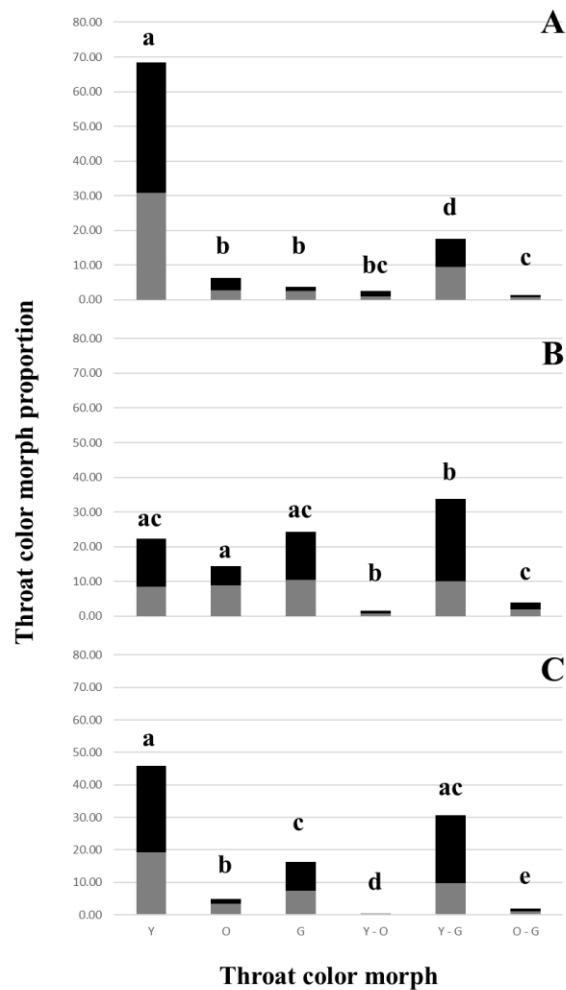 A
80.00
70.00
60.00
50.00
40.00
30.00
20.00
10.00
0.00
a
b
b
bc
d
c
B
80.00
70.00
60.00
50.00
40.00
30.00
20.00
10.00
0.00
ac
a
ac
b
b
c
C
80.00
70.00
60.00
50.00
40.00
30.00
20.00
10.00
0.00
a
b
c
d
ac
e
Y O G Y - O Y - G O - G
Throat color morph proportion
Throat color morph